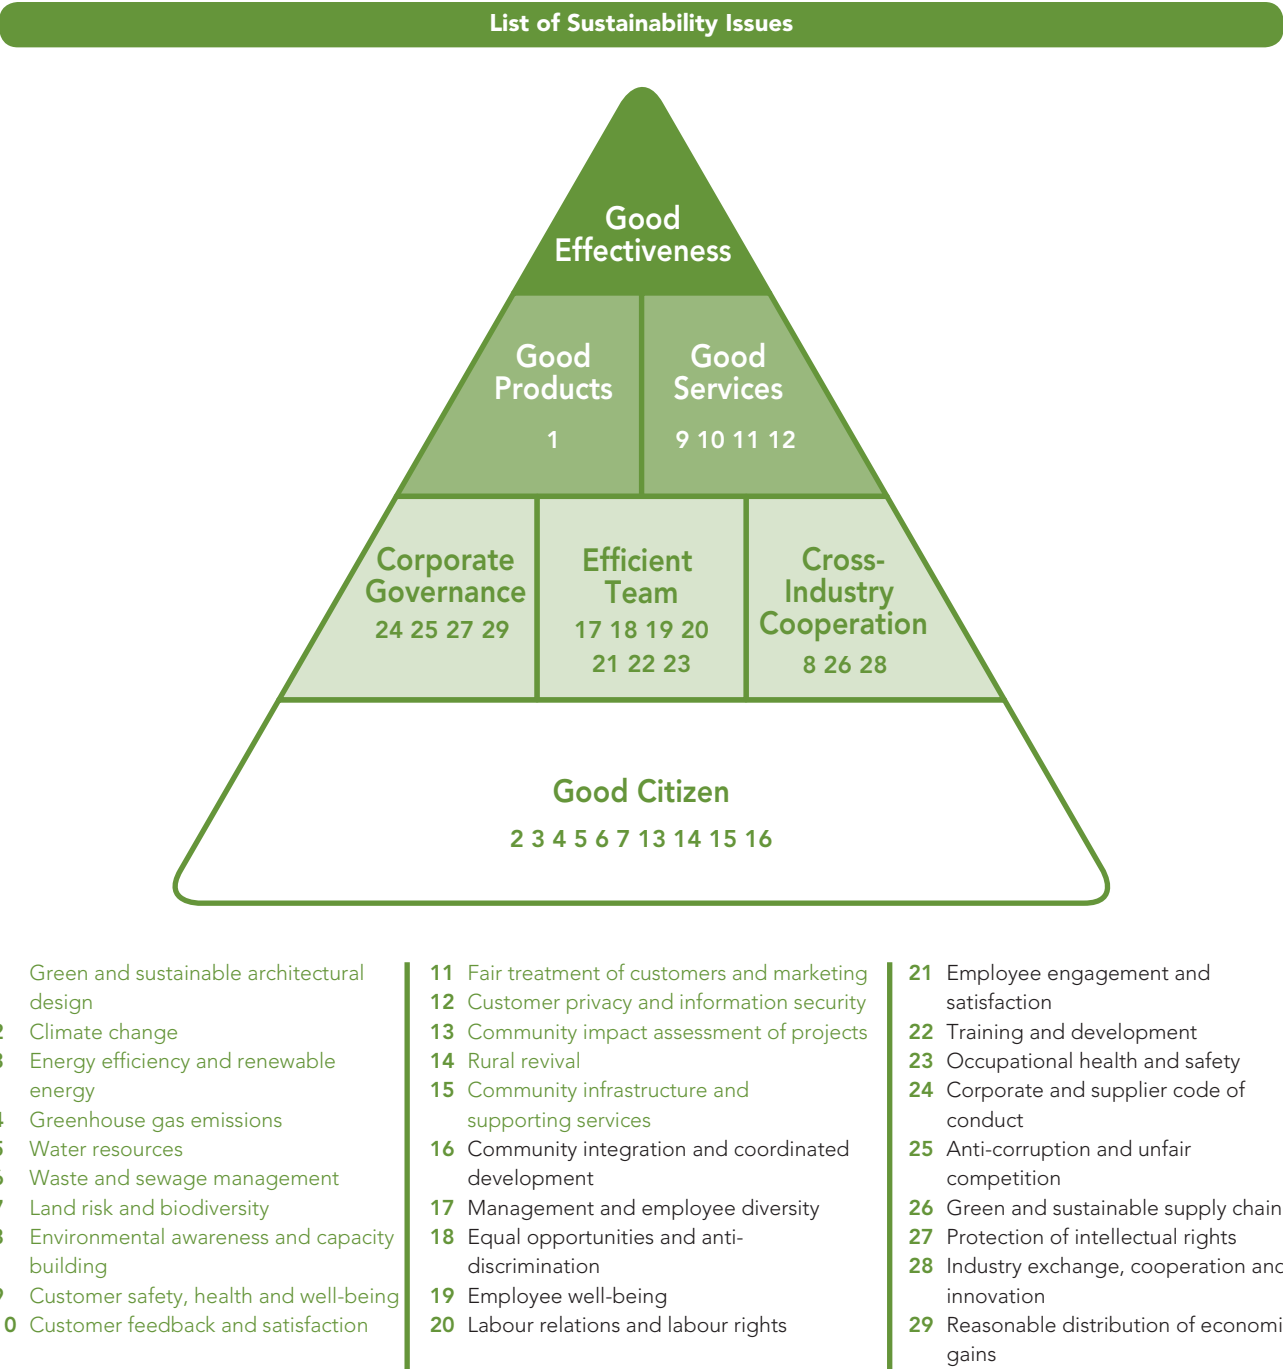 List of Sustainability Issues
Good
Effectiveness
Good
Products
1
Good
Services
9 10 11 12
Corporate
Governance
24 25 27 29
Efficient
Team
17 18 19 20
21 22 23
Cross-
Industry
Cooperation
8 26 28
Good Citizen
2 3 4 5 6 7 13 14 15 16
Green and sustainable architectural
design
2 Climate change
3 Energy efficiency and renewable
energy
4 Greenhouse gas emissions
5 Water resources
6 Waste and sewage management
7 Land risk and biodiversity
8 Environmental awareness and capacity
building
9 Customer safety, health and well-being
10 Customer feedback and satisfaction
11 Fair treatment of customers and marketing
12 Customer privacy and information security
13 Community impact assessment of projects
14 Rural revival
15 Community infrastructure and
supporting services
16 Community integration and coordinated
development
17 Management and employee diversity
18 Equal opportunities and anti-
discrimination
19 Employee well-being
20 Labour relations and labour rights
21 Employee engagement and
satisfaction
22 Training and development
23 Occupational health and safety
24 Corporate and supplier code of
conduct
25 Anti-corruption and unfair
competition
26 Green and sustainable supply chain
27 Protection of intellectual rights
28 Industry exchange, cooperation and
innovation
29 Reasonable distribution of economi
gains